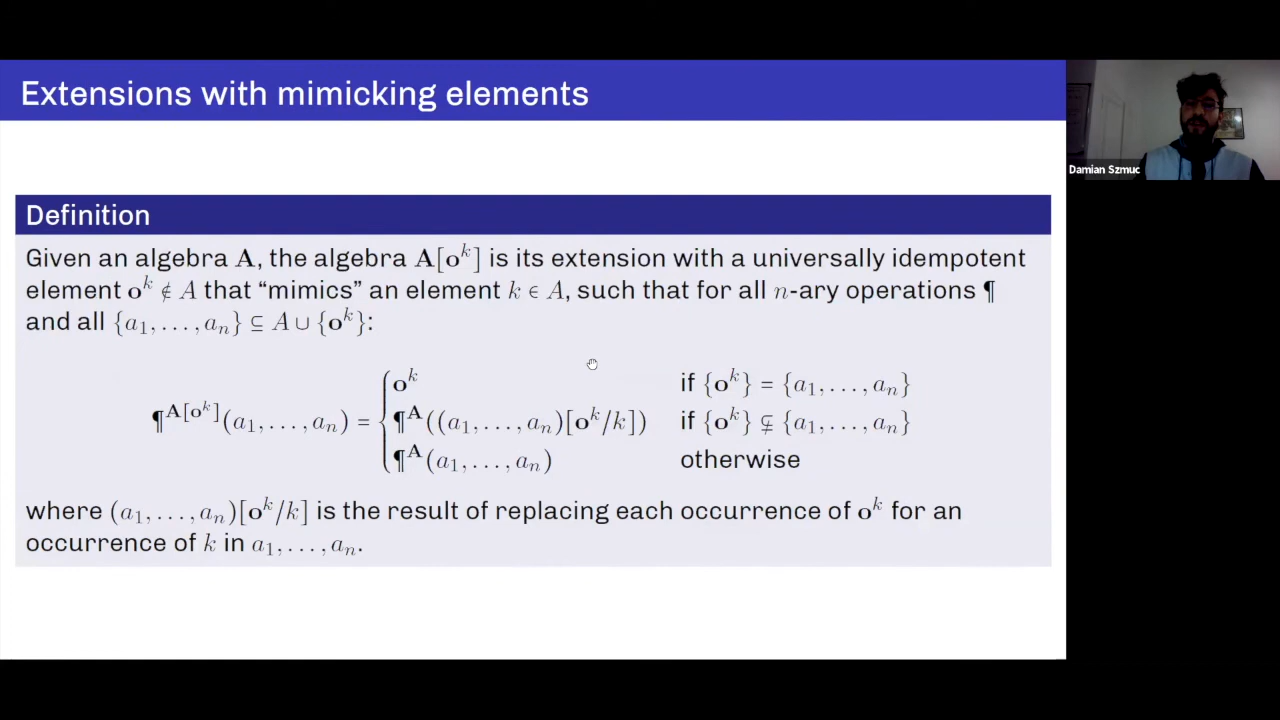 Extensions with mimicking elements
Damian Szmuc
Definition
Given an algebra A, the algebra A[o^k] is its extension with a universally idempotent
element o^k ∉ A that “mimics” an element k ∈ A, such that for all n-ary operations ¶
and all {a_1, . . . , a_n} ⊆ A ∪ {o^k}:
o^k if {o^k} = {a_1, . . . , a_n}
¶^{A[o^k]}(a_1, . . . , a_n) = { ¶^A((a_1, . . . , a_n)[o^k/k]) if {o^k} ⊊ {a_1, . . . , a_n}
¶^A(a_1, . . . , a_n) otherwise
where (a_1, . . . , a_n)[o^k/k] is the result of replacing each occurrence of o^k for an
occurrence of k in a_1, . . . , a_n.